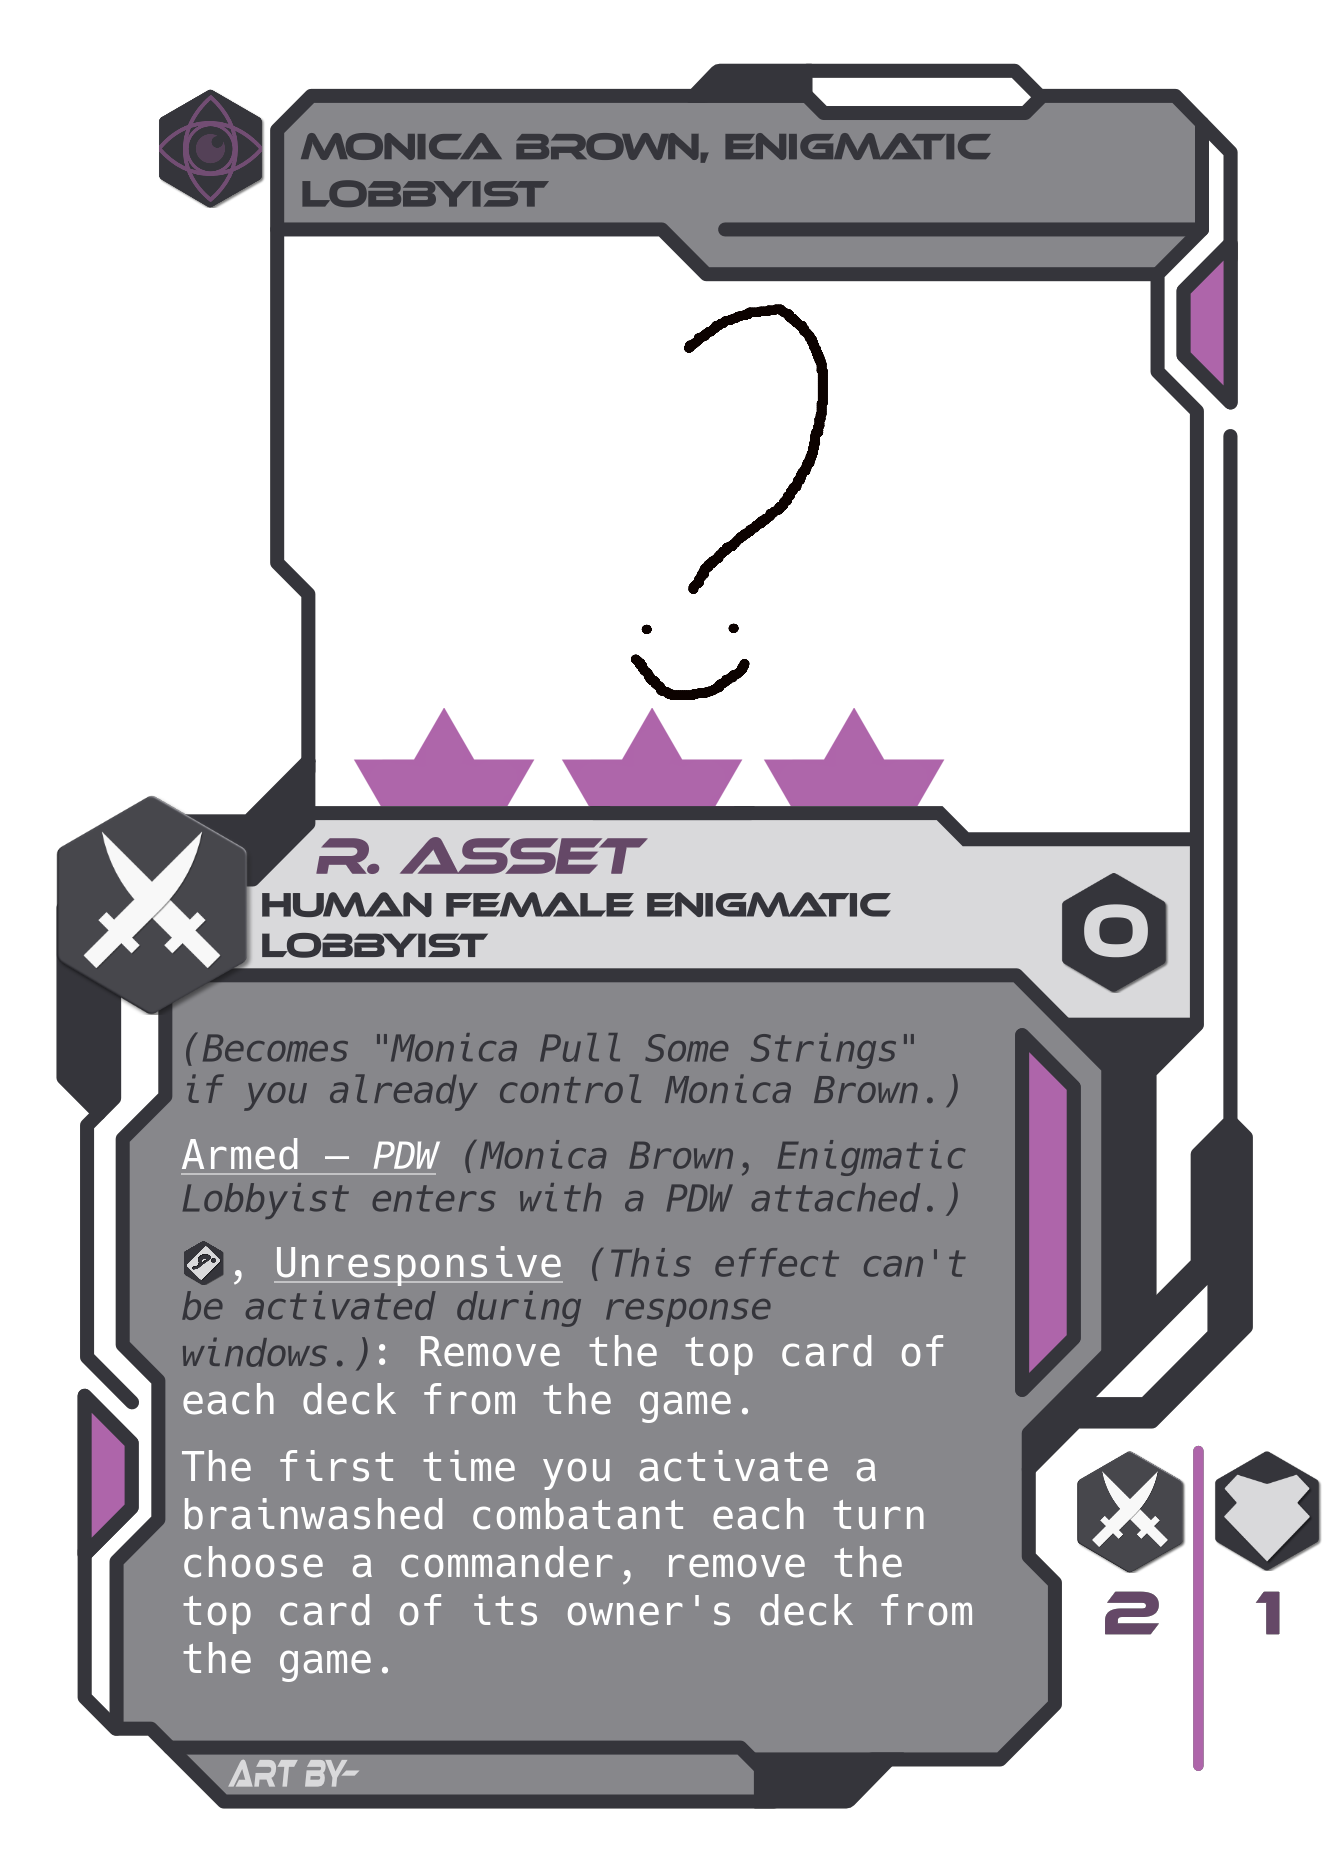 MONICA BROWN, ENIGMATIC
LOBBYIST
R. ASSET
HUMAN FEMALE ENIGMATIC
LOBBYIST
0
(Becomes "Monica Pull Some Strings"
if you already control Monica Brown.)
Armed – PDW (Monica Brown, Enigmatic
Lobbyist enters with a PDW attached.)
, Unresponsive (This effect can't
be activated during response
windows.): Remove the top card of
each deck from the game.
The first time you activate a
brainwashed combatant each turn
choose a commander, remove the
top card of its owner's deck from
the game.
2
1
ART BY-